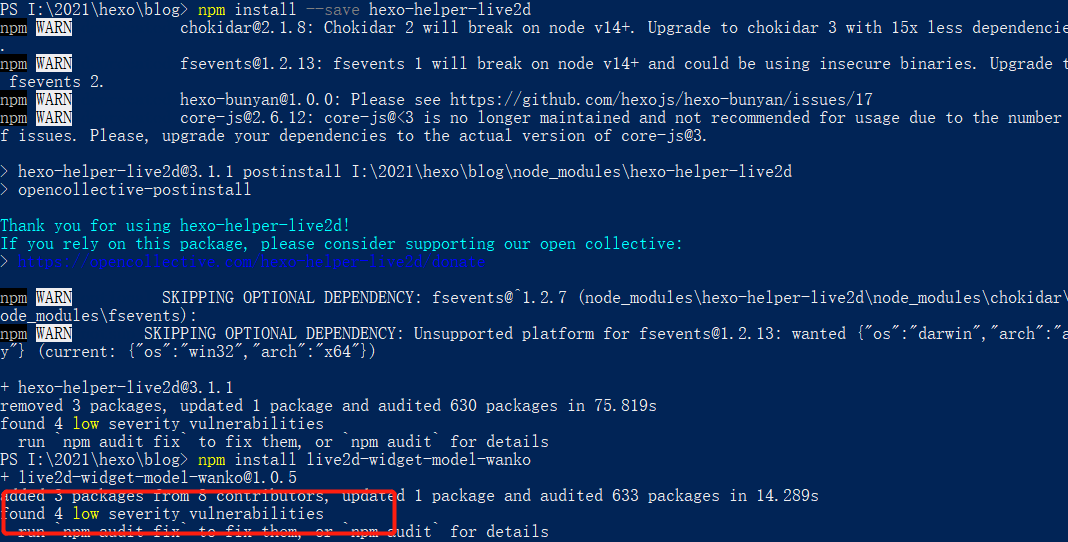 PS I:\2021\hexo\blog> npm install --save hexo-helper-live2d
npm WARN chokidar@2.1.8: Chokidar 2 will break on node v14+. Upgrade to chokidar 3 with 15x less dependencie
.
npm WARN fsevents@1.2.13: fsevents 1 will break on node v14+ and could be using insecure binaries. Upgrade t
fsevents 2.
npm WARN hexo-bunyan@1.0.0: Please see https://github.com/hexojs/hexo-bunyan/issues/17
npm WARN core-js@2.6.12: core-js@<3 is no longer maintained and not recommended for usage due to the number
f issues. Please, upgrade your dependencies to the actual version of core-js@3.
> hexo-helper-live2d@3.1.1 postinstall I:\2021\hexo\blog\node_modules\hexo-helper-live2d
> opencollective-postinstall
Thank you for using hexo-helper-live2d!
If you rely on this package, please consider supporting our open collective:
> https://opencollective.com/hexo-helper-live2d/donate
npm WARN SKIPPING OPTIONAL DEPENDENCY: fsevents@^1.2.7 (node_modules\hexo-helper-live2d\node_modules\chokidar\
ode_modules\fsevents):
npm WARN SKIPPING OPTIONAL DEPENDENCY: Unsupported platform for fsevents@1.2.13: wanted {"os":"darwin","arch":"a
y"} (current: {"os":"win32","arch":"x64"})
+ hexo-helper-live2d@3.1.1
removed 3 packages, updated 1 package and audited 630 packages in 75.819s
found 4 low severity vulnerabilities
run `npm audit fix` to fix them, or `npm audit` for details
PS I:\2021\hexo\blog> npm install live2d-widget-model-wanko
+ live2d-widget-model-wanko@1.0.5
added 3 packages from 8 contributors, updated 1 package and audited 633 packages in 14.289s
found 4 low severity vulnerabilities
run `npm audit fix` to fix them, or `npm audit` for details